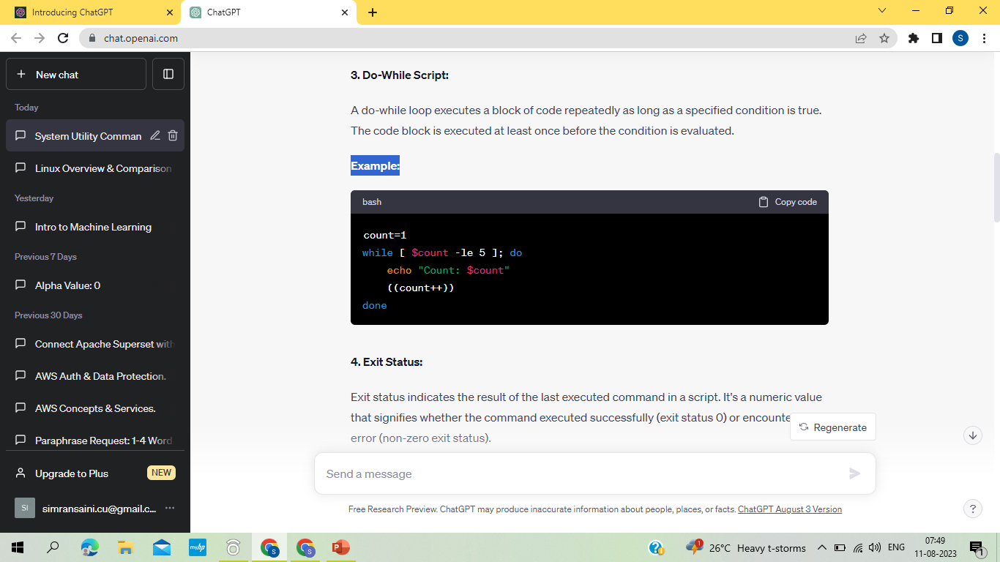 Introducing ChatGPT
ChatGPT
chat.openai.com
S
New chat
Today
System Utility Comman
Linux Overview & Comparison
Yesterday
Intro to Machine Learning
Previous 7 Days
Alpha Value: 0
Previous 30 Days
Connect Apache Superset with
AWS Auth & Data Protection.
AWS Concepts & Services.
Paraphrase Request: 1-4 Word
Upgrade to Plus NEW
SI simransaini.cu@gmail.c...
3. Do-While Script:
A do-while loop executes a block of code repeatedly as long as a specified condition is true.
The code block is executed at least once before the condition is evaluated.
Example:
bash Copy code
count=1
while [ $count -le 5 ]; do
echo "Count: $count"
((count++))
done
4. Exit Status:
Exit status indicates the result of the last executed command in a script. It's a numeric value
that signifies whether the command executed successfully (exit status 0) or encounte
error (non-zero exit status).
Regenerate
Send a message
Free Research Preview. ChatGPT may produce inaccurate information about people, places, or facts. ChatGPT August 3 Version
?
myhp
S
S
P
?
1
26°C Heavy t-storms
ENG
07:49
11-08-2023
1